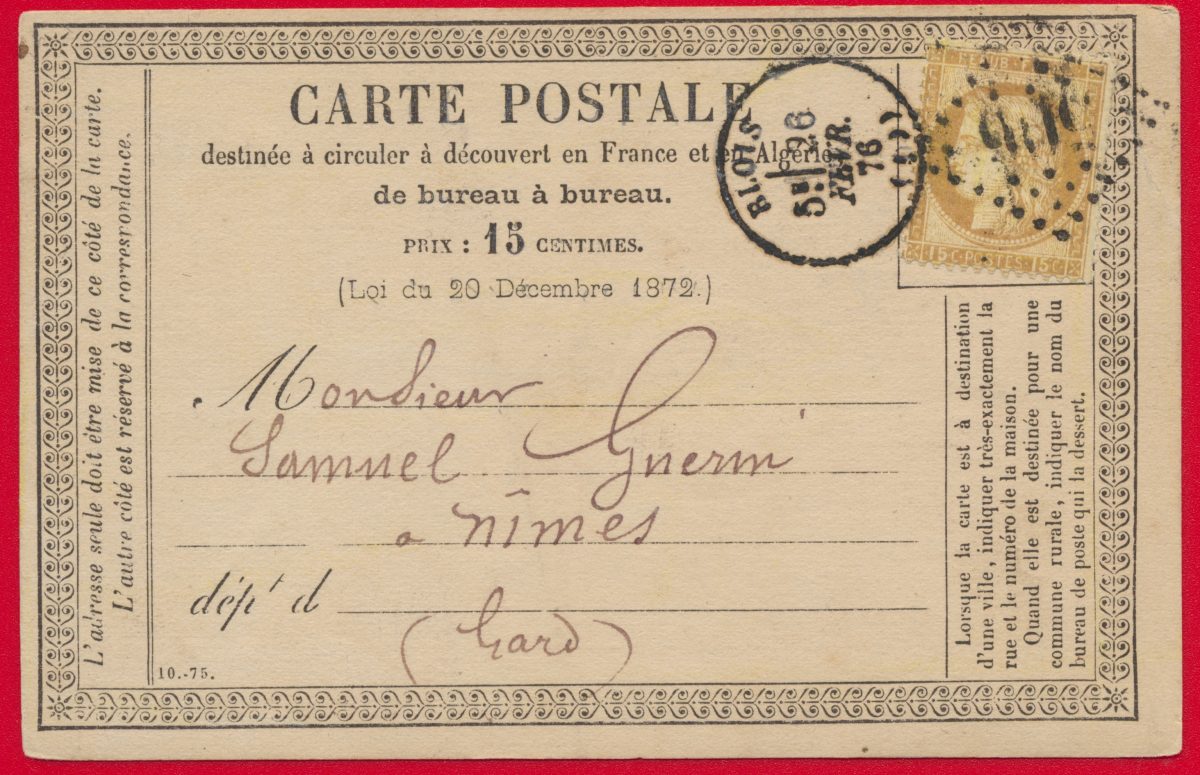 CARTE POSTALE
destinée à circuler à découvert en France et en Algérie
de bureau à bureau.
PRIX : 15 CENTIMES.
(Loi du 20 Décembre 1872.)
BLOIS
5E
26
FÉVR.
76
REPUB F
15 C · POSTES · 15 C
Monsieur
Samuel Guerin
a Nîmes
dépt d
(Gard)
10.-75.
L'adresse seule doit être mise de ce côté de la carte.
L'autre côté est réservé à la correspondance.
Lorsque la carte est à destination
d'une ville, indiquer très-exactement la
rue et le numéro de la maison.
Quand elle est destinée pour une
commune rurale, indiquer le nom du
bureau de poste qui la dessert.